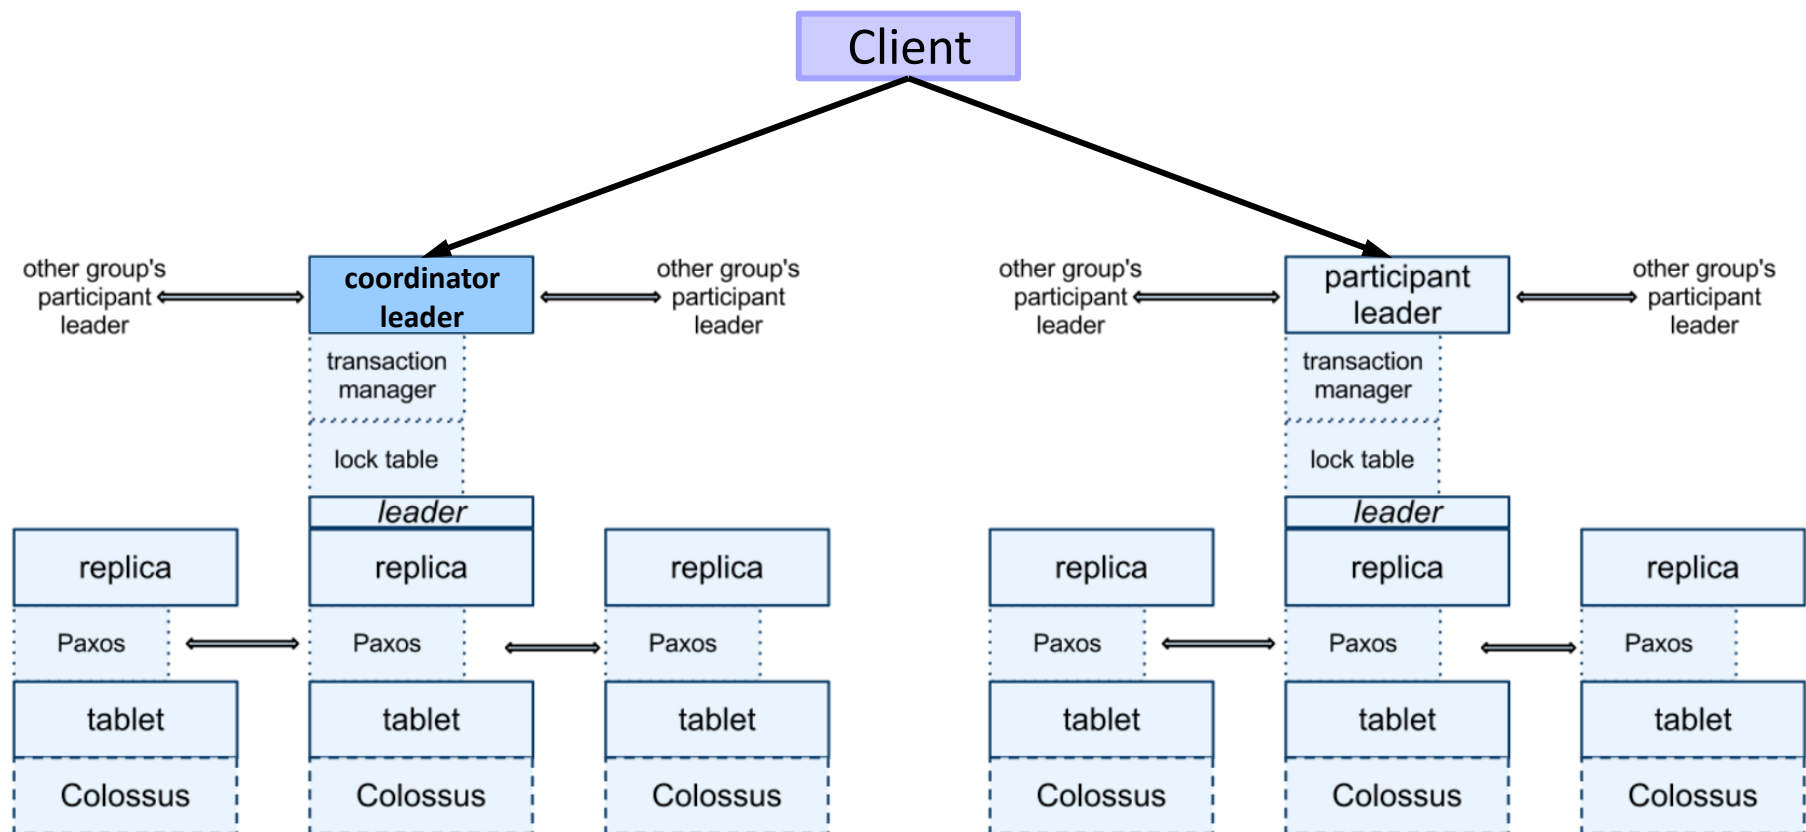 Client
other group's
participant
leader
coordinator
leader
other group's
participant
leader
other group's
participant
leader
participant
leader
other group's
participant
leader
transaction
manager
transaction
manager
lock table
lock table
leader
leader
replica
replica
replica
replica
replica
replica
Paxos
Paxos
Paxos
Paxos
Paxos
Paxos
tablet
tablet
tablet
tablet
tablet
tablet
Colossus
Colossus
Colossus
Colossus
Colossus
Colossus